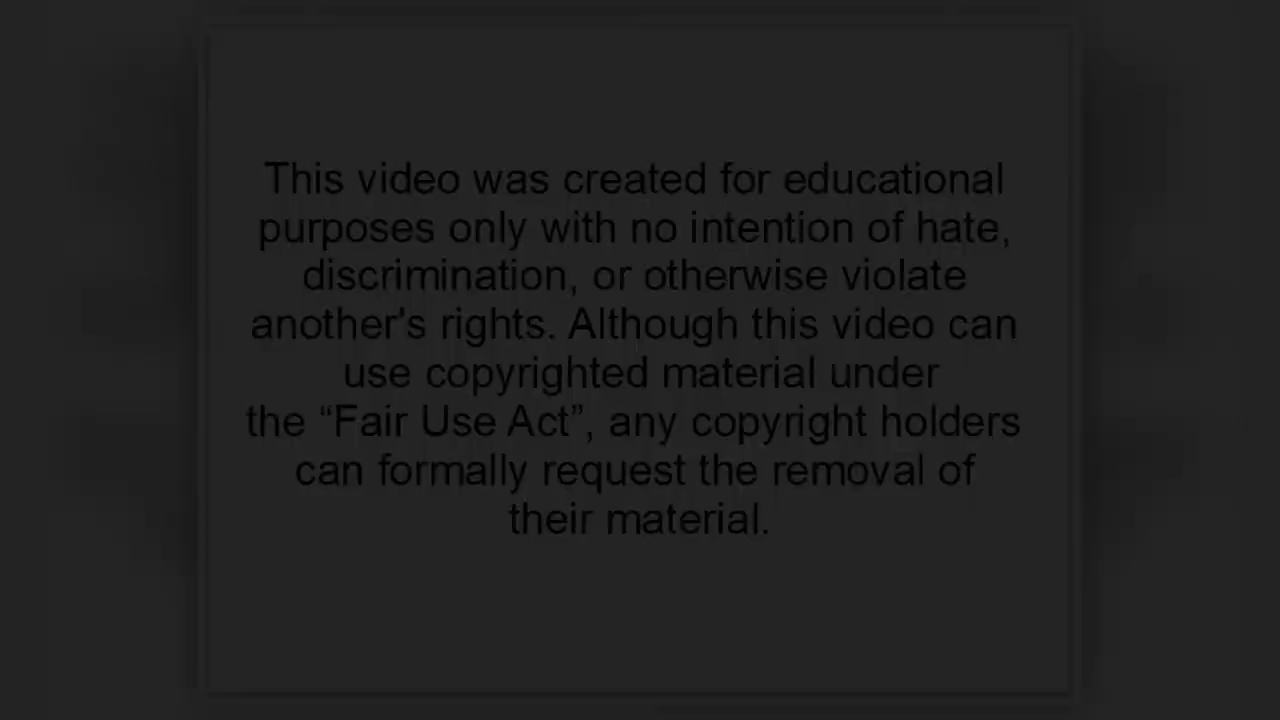 This video was created for educational
purposes only with no intention of hate,
discrimination, or otherwise violate
another's rights. Although this video can
use copyrighted material under
the “Fair Use Act”, any copyright holders
can formally request the removal of
their material.